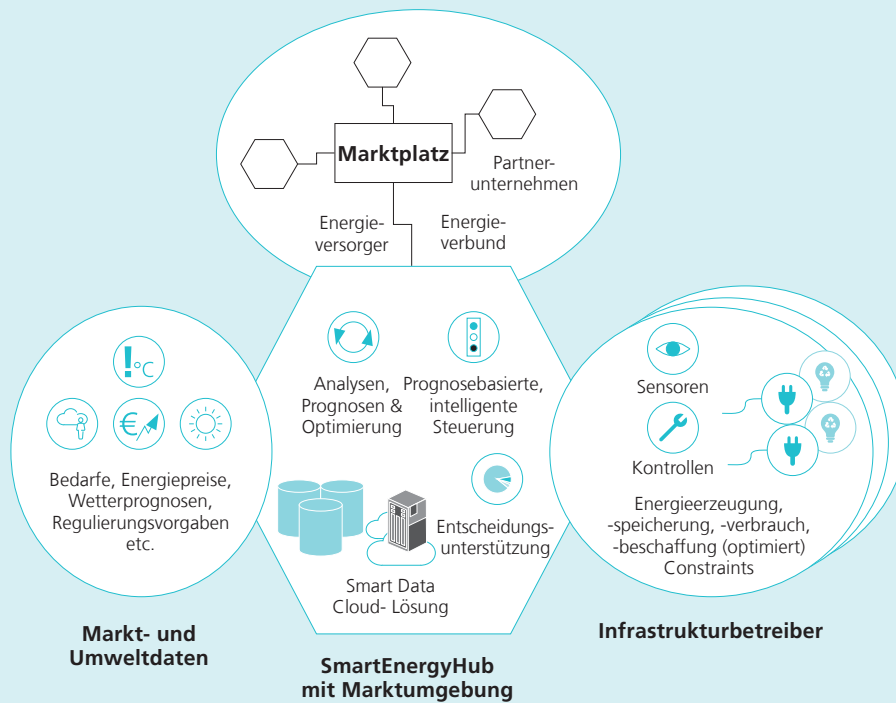 Marktplatz
Partner-
unternehmen
Energie-
versorger
Energie-
verbund
!°C
€
Bedarfe, Energiepreise,
Wetterprognosen,
Regulierungsvorgaben
etc.
Markt- und
Umweltdaten
Analysen,
Prognosen &
Optimierung
Prognosebasierte,
intelligente
Steuerung
Entscheidungs-
unterstützung
Smart Data
Cloud- Lösung
SmartEnergyHub
mit Marktumgebung
Sensoren
Kontrollen
Energieerzeugung,
-speicherung, -verbrauch,
-beschaffung (optimiert)
Constraints
Infrastrukturbetreiber